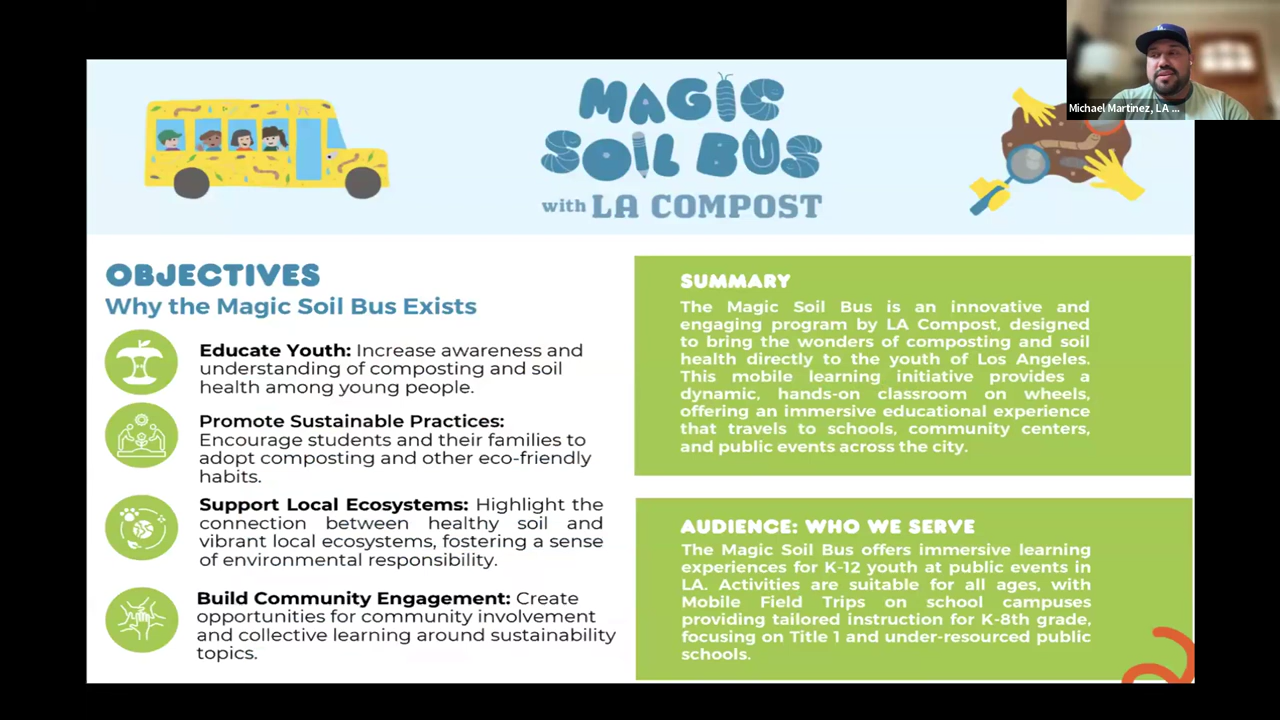 MAGIC
SOIL BUS
with LA COMPOST
Michael Martinez, LA ...
OBJECTIVES
Why the Magic Soil Bus Exists
Educate Youth: Increase awareness and
understanding of composting and soil
health among young people.
Promote Sustainable Practices:
Encourage students and their families to
adopt composting and other eco-friendly
habits.
Support Local Ecosystems: Highlight the
connection between healthy soil and
vibrant local ecosystems, fostering a sense
of environmental responsibility.
Build Community Engagement: Create
opportunities for community involvement
and collective learning around sustainability
topics.
SUMMARY
The Magic Soil Bus is an innovative and
engaging program by LA Compost, designed
to bring the wonders of composting and soil
health directly to the youth of Los Angeles.
This mobile learning initiative provides a
dynamic, hands-on classroom on wheels,
offering an immersive educational experience
that travels to schools, community centers,
and public events across the city.
AUDIENCE: WHO WE SERVE
The Magic Soil Bus offers immersive learning
experiences for K-12 youth at public events in
LA. Activities are suitable for all ages, with
Mobile Field Trips on school campuses
providing tailored instruction for K-8th grade,
focusing on Title 1 and under-resourced public
schools.